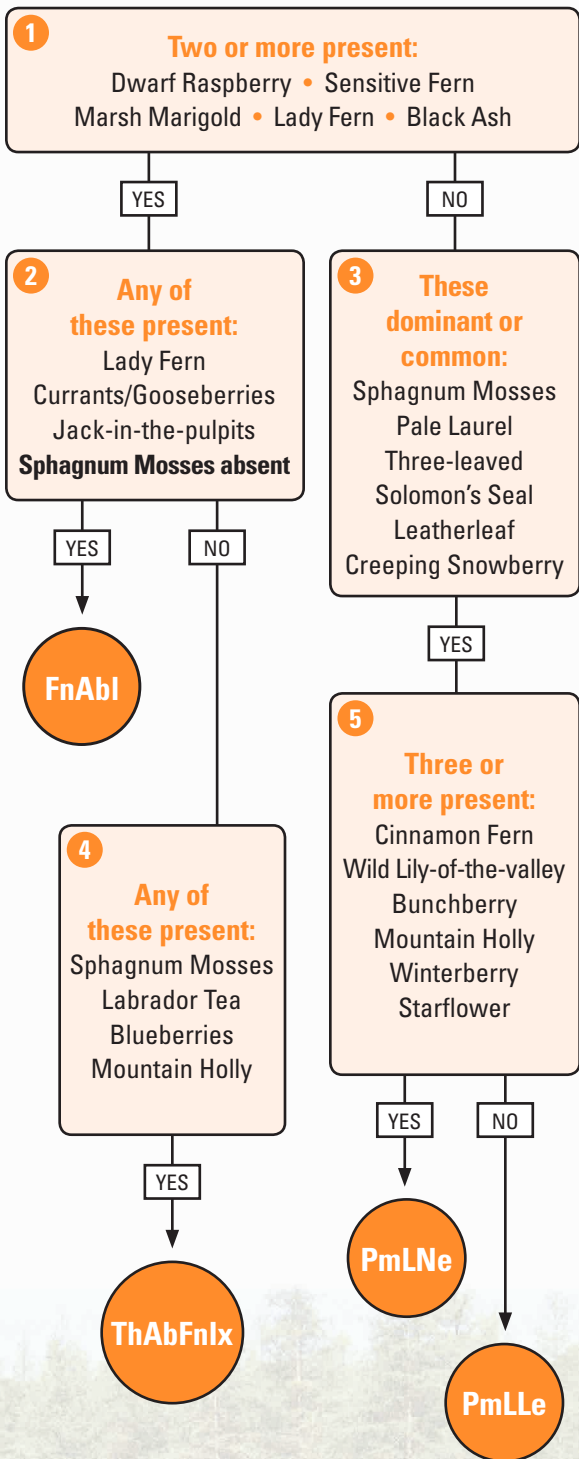 1
Two or more present:
Dwarf Raspberry • Sensitive Fern
Marsh Marigold • Lady Fern • Black Ash
YES
NO
2
Any of
these present:
Lady Fern
Currants/Gooseberries
Jack-in-the-pulpits
Sphagnum Mosses absent
YES
NO
FnAbI
3
These
dominant or
common:
Sphagnum Mosses
Pale Laurel
Three-leaved
Solomon's Seal
Leatherleaf
Creeping Snowberry
YES
4
Any of
these present:
Sphagnum Mosses
Labrador Tea
Blueberries
Mountain Holly
YES
ThAbFnIx
5
Three or
more present:
Cinnamon Fern
Wild Lily-of-the-valley
Bunchberry
Mountain Holly
Winterberry
Starflower
YES
NO
PmLNe
PmLLe